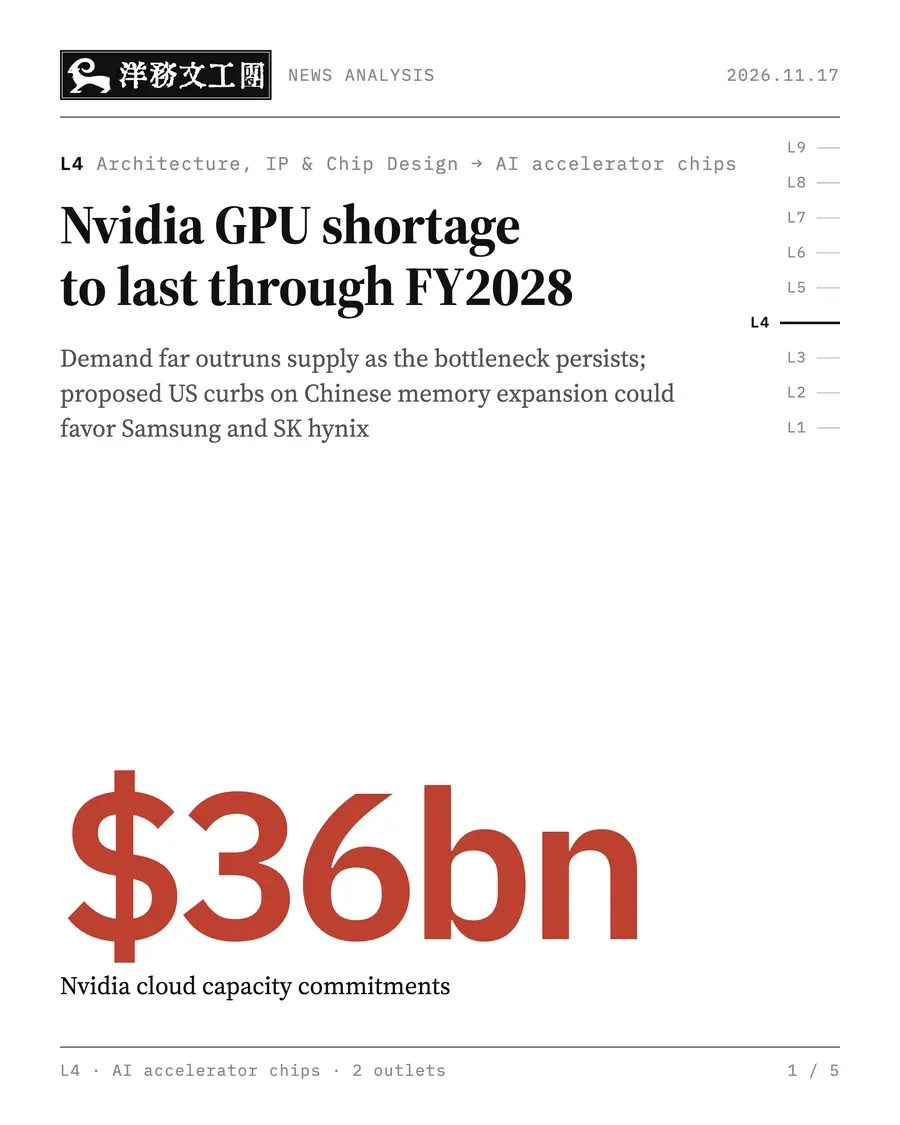 洋務文工團 NEWS ANALYSIS 2026.11.17
L4 Architecture, IP & Chip Design → AI accelerator chips
Nvidia GPU shortage
to last through FY2028
Demand far outruns supply as the bottleneck persists;
proposed US curbs on Chinese memory expansion could
favor Samsung and SK hynix
L9
L8
L7
L6
L5
L4
L3
L2
L1
$36bn
Nvidia cloud capacity commitments
L4 · AI accelerator chips · 2 outlets 1 / 5